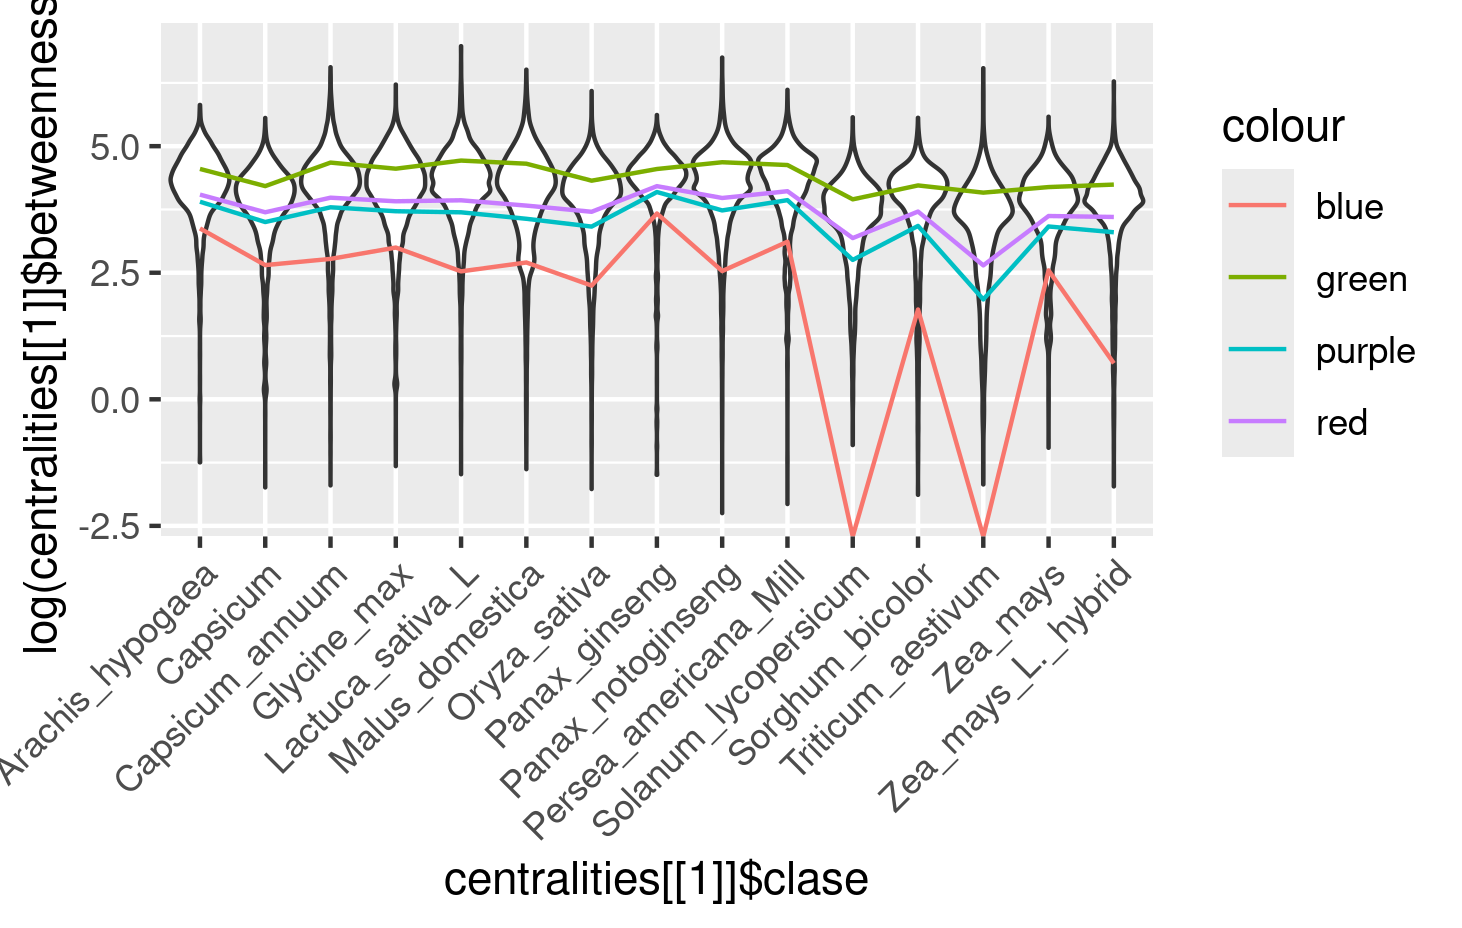 log(centralities[[1]]$betweenness
5.0
2.5
0.0
-2.5
Arachis_hypogaea
Capsicum
Capsicum_annuum
Glycine_max
Lactuca_sativa_L
Malus_domestica
Oryza_sativa
Panax_ginseng
Panax_notoginseng
Persea_americana_Mill
Solanum_lycopersicum
Sorghum_bicolor
Triticum_aestivum
Zea_mays
Zea_mays_L._hybrid
centralities[[1]]$clase
colour
blue
green
purple
red